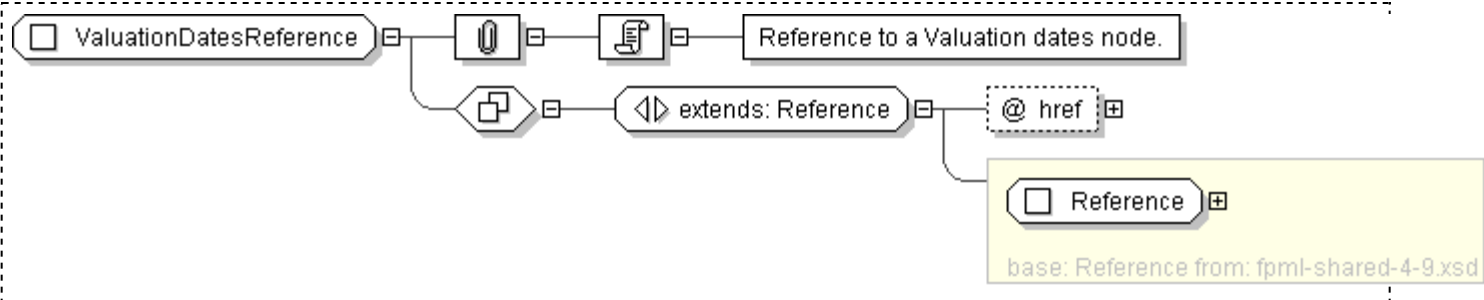 ValuationDatesReference
Reference to a Valuation dates node.
extends: Reference
@ href
Reference
base: Reference from: fpml-shared-4-9.xsd